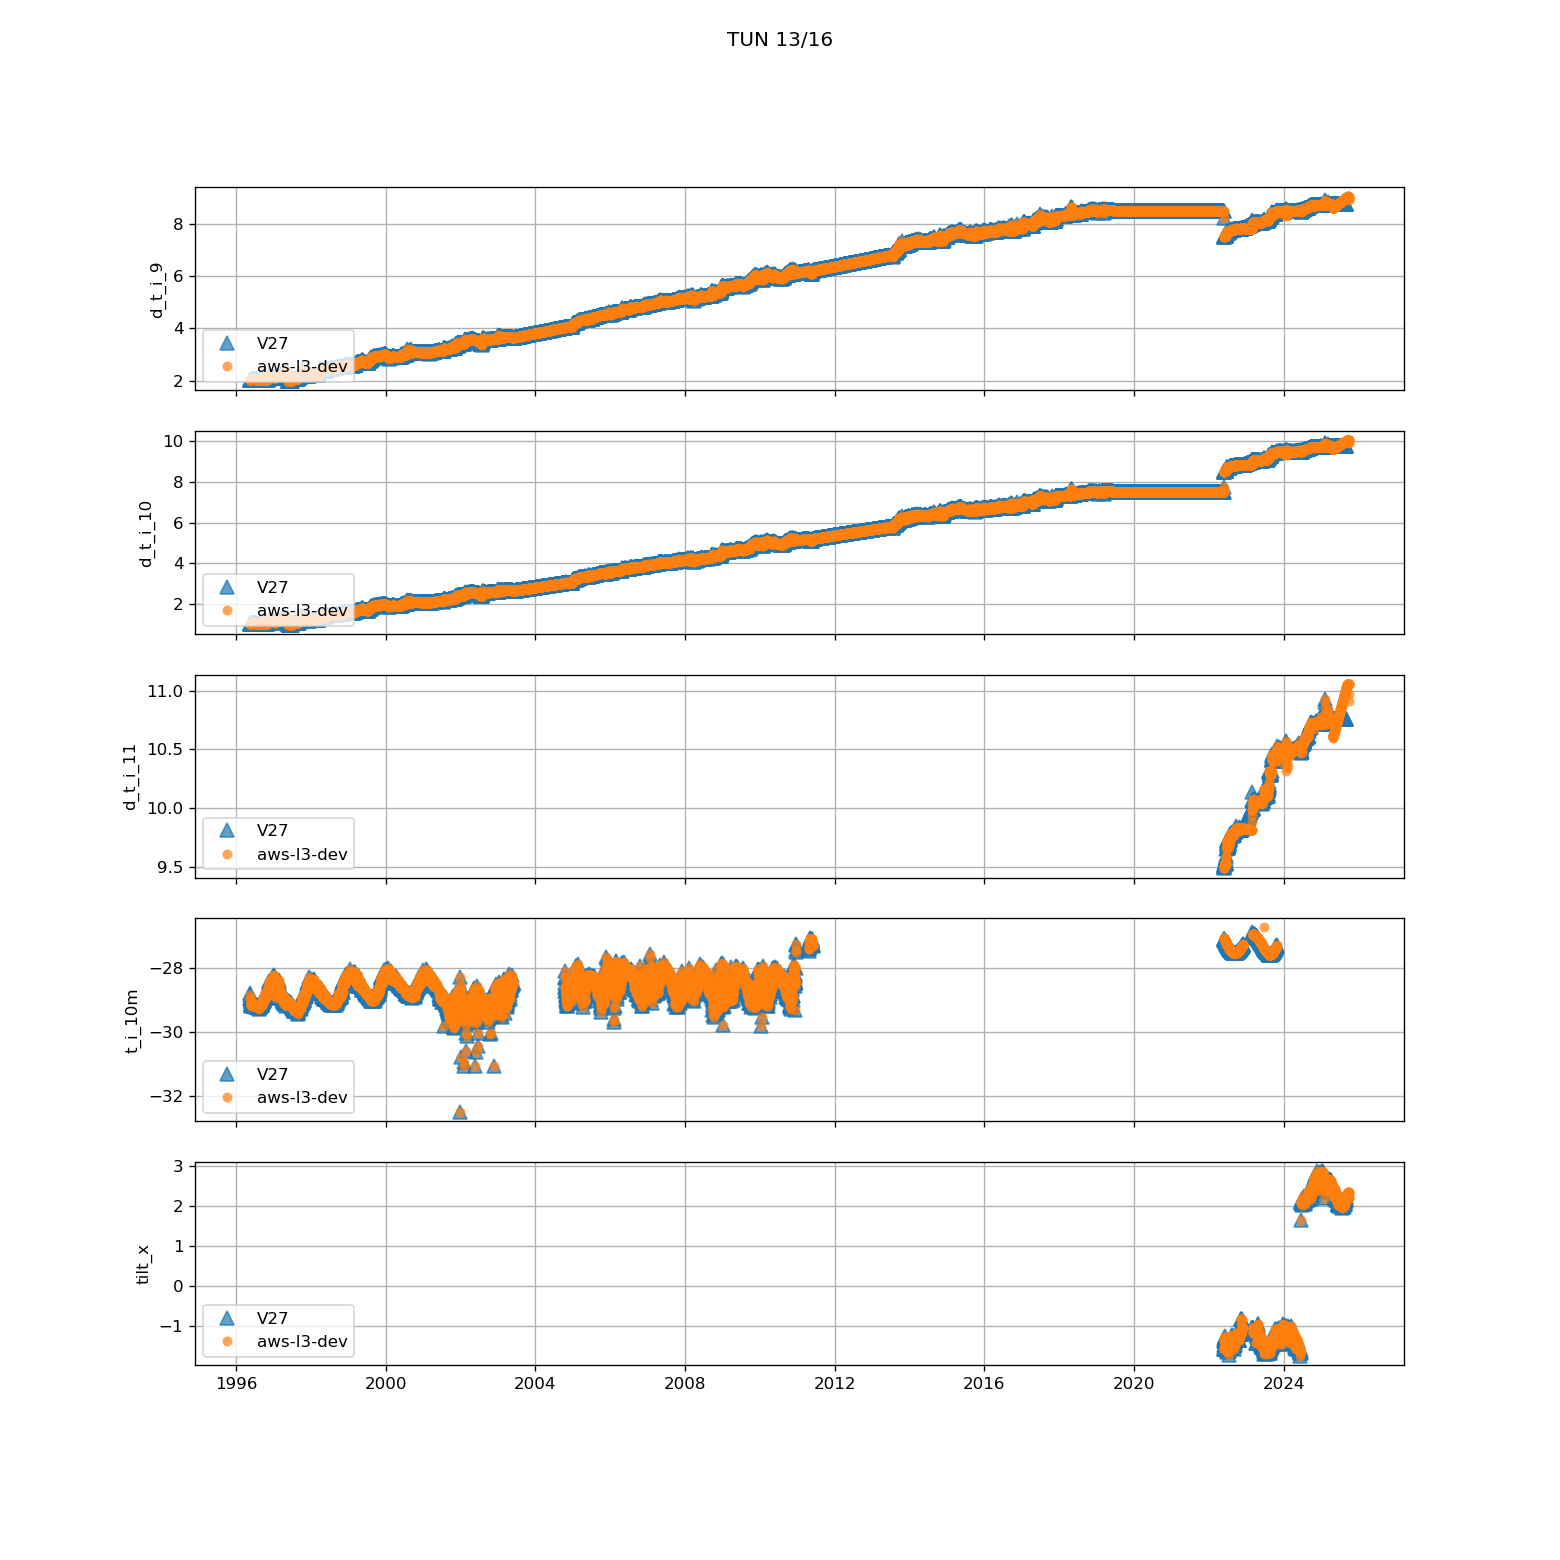 TUN 13/16
d_t_i_9
8
6
4
2
V27
aws-l3-dev
d_t_i_10
10
8
6
4
2
V27
aws-l3-dev
d_t_i_11
11.0
10.5
10.0
9.5
V27
aws-l3-dev
t_i_10m
−28
−30
−32
V27
aws-l3-dev
tilt_x
3
2
1
0
−1
V27
aws-l3-dev
1996 2000 2004 2008 2012 2016 2020 2024